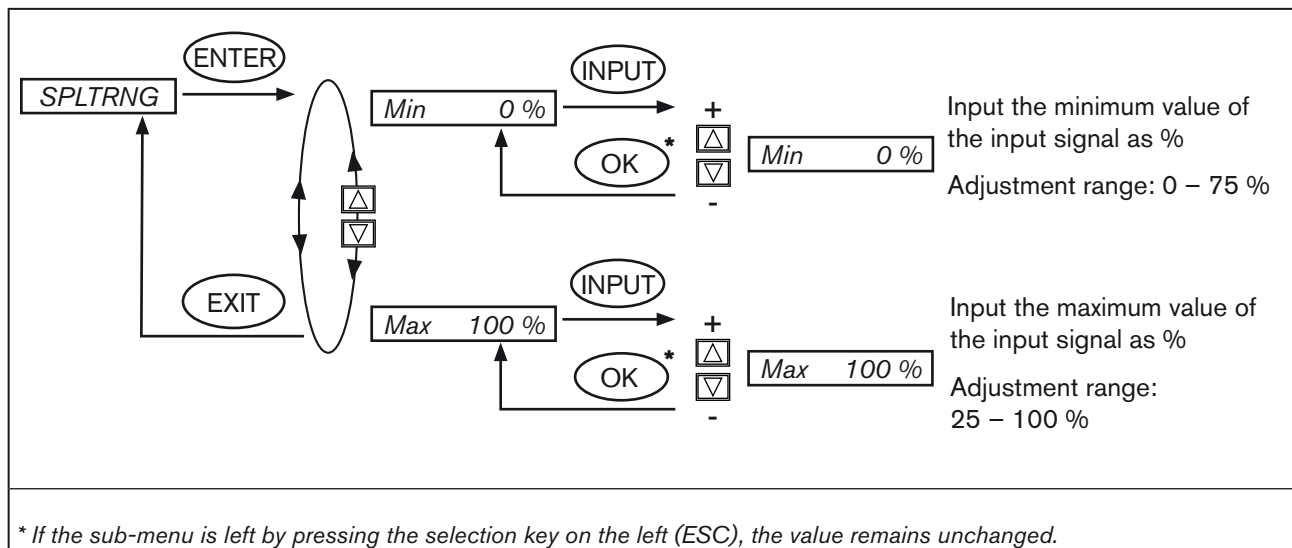 SPLTRNG
ENTER
EXIT
Min 0 %
INPUT
OK *
+
-
Min 0 %
Input the minimum value of
the input signal as %
Adjustment range: 0 – 75 %
Max 100 %
INPUT
OK *
+
-
Max 100 %
Input the maximum value of
the input signal as %
Adjustment range:
25 – 100 %
* If the sub-menu is left by pressing the selection key on the left (ESC), the value remains unchanged.